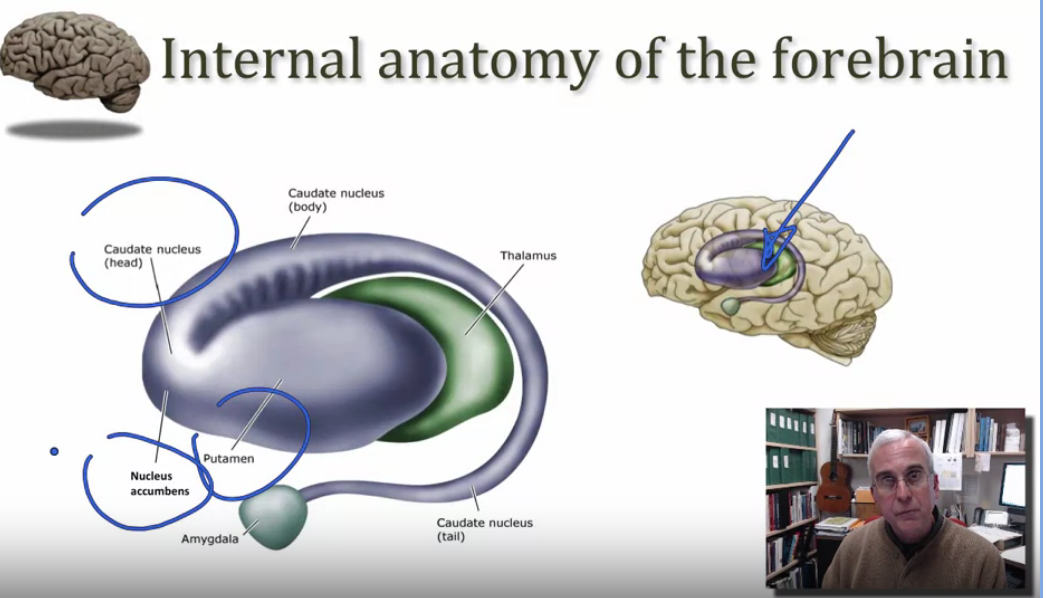 Internal anatomy of the forebrain
Caudate nucleus
(body)
Caudate nucleus
(head)
Thalamus
Putamen
Nucleus
accumbens
Amygdala
Caudate nucleus
(tail)